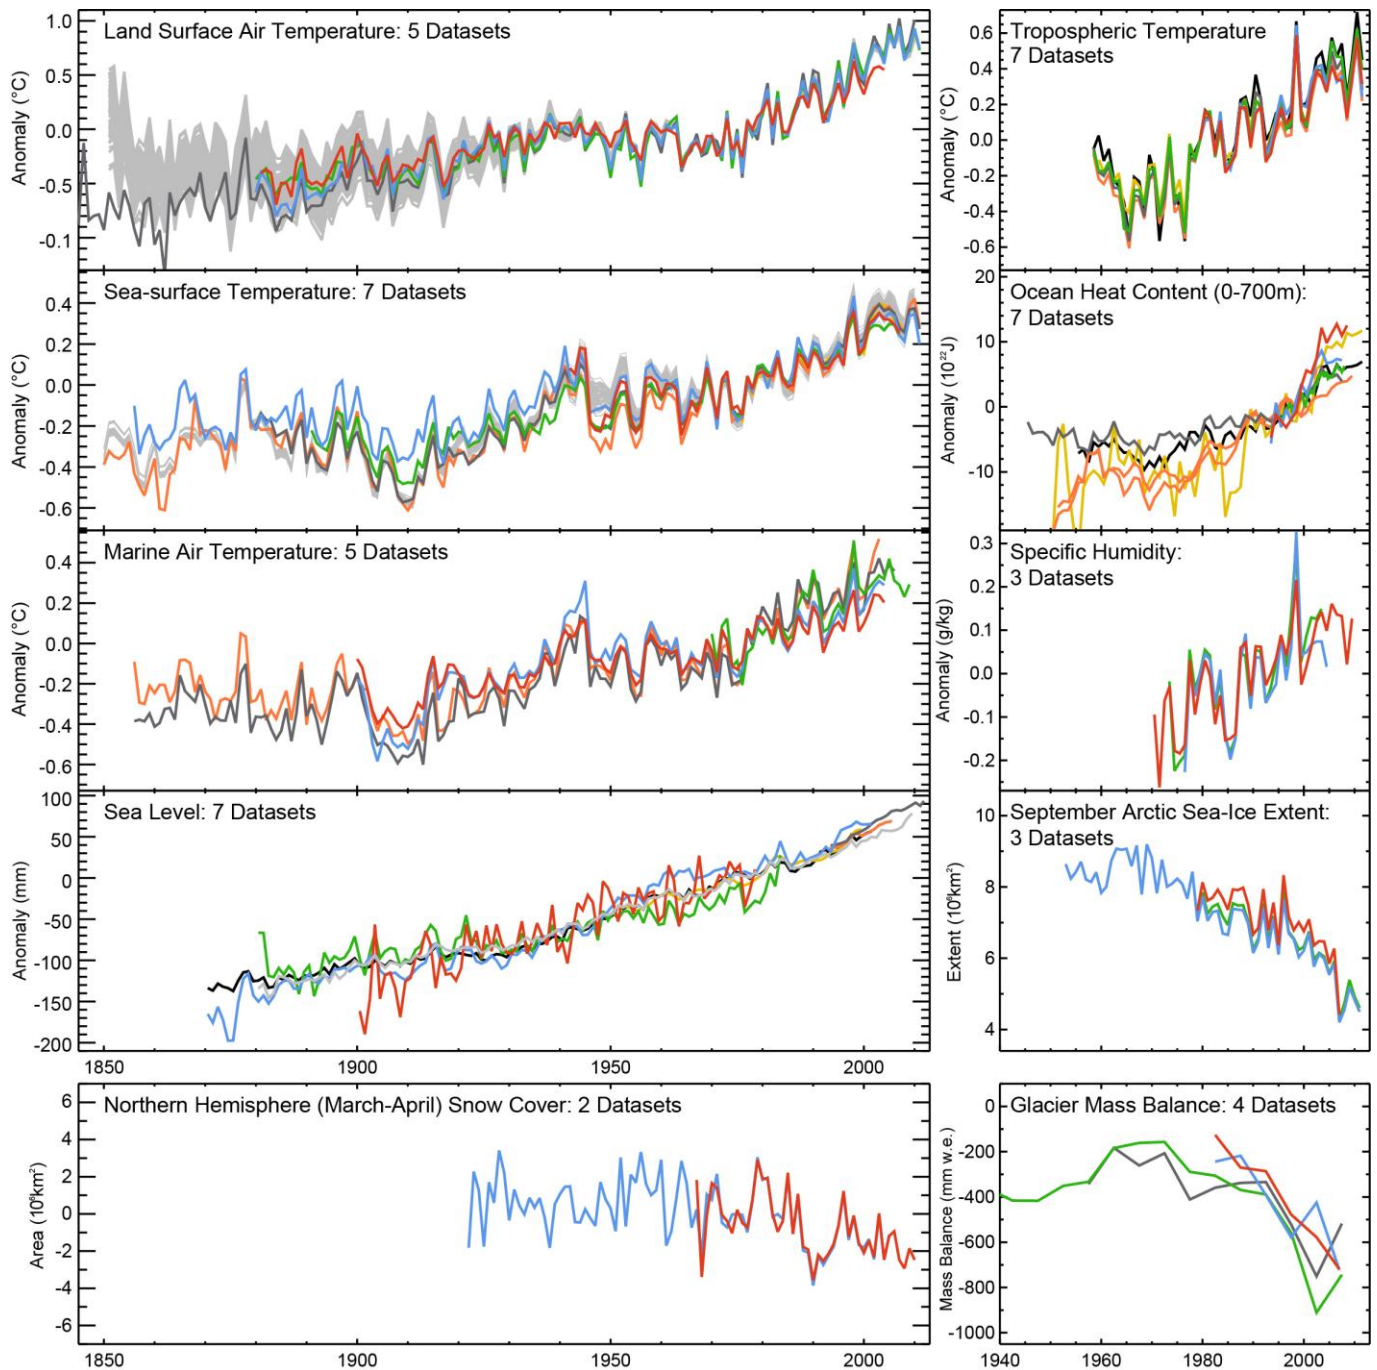 Land Surface Air Temperature: 5 Datasets
Anomaly (°C)
1.0
0.5
0.0
-0.5
-0.1
Tropospheric Temperature
7 Datasets
Anomaly (°C)
0.6
0.4
0.2
0.0
-0.2
-0.4
-0.6
Sea-surface Temperature: 7 Datasets
Anomaly (°C)
0.4
0.2
0.0
-0.2
-0.4
-0.6
Ocean Heat Content (0-700m):
7 Datasets
Anomaly (10²²J)
20
10
0
-10
Marine Air Temperature: 5 Datasets
Anomaly (°C)
0.4
0.2
0.0
-0.2
-0.4
-0.6
Specific Humidity:
3 Datasets
Anomaly (g/kg)
0.3
0.2
0.1
0.0
-0.1
-0.2
Sea Level: 7 Datasets
Anomaly (mm)
100
50
0
-50
-100
-150
-200
1850
1900
1950
2000
September Arctic Sea-Ice Extent:
3 Datasets
Extent (10⁶km²)
10
8
6
4
Northern Hemisphere (March-April) Snow Cover: 2 Datasets
Area (10⁶km²)
6
4
2
0
-2
-4
-6
1850
1900
1950
2000
Glacier Mass Balance: 4 Datasets
Mass Balance (mm w.e.)
0
-200
-400
-600
-800
-1000
1940
1960
1980
2000